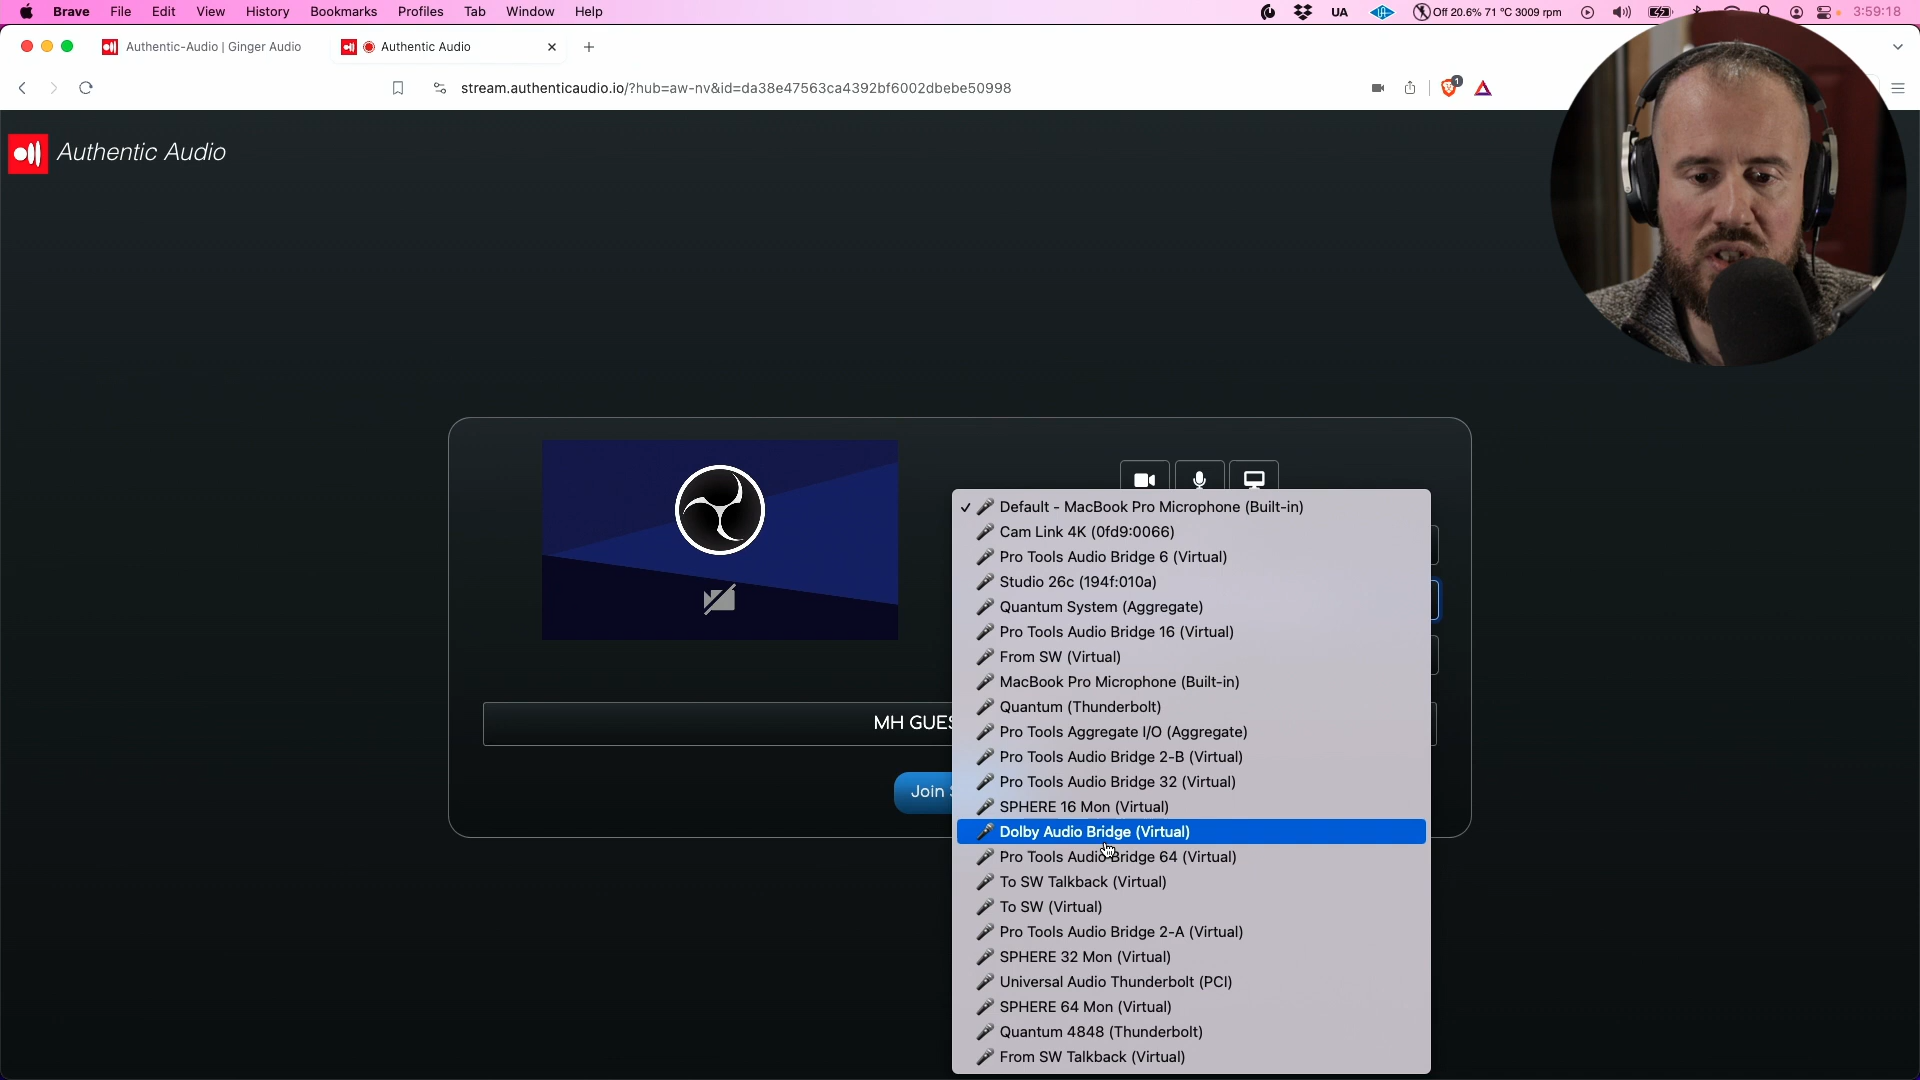 Brave File Edit View History Bookmarks Profiles Tab Window Help
UA Off 20.6% 71 °C 3009 rpm 3:59:18
Authentic-Audio | Ginger Audio
Authentic Audio
stream.authenticaudio.io/?hub=aw-nv&id=da38e47563ca4392bf6002dbebe50998
1
Authentic Audio
✓ Default - MacBook Pro Microphone (Built-in)
Cam Link 4K (0fd9:0066)
Pro Tools Audio Bridge 6 (Virtual)
Studio 26c (194f:010a)
Quantum System (Aggregate)
Pro Tools Audio Bridge 16 (Virtual)
From SW (Virtual)
MacBook Pro Microphone (Built-in)
Quantum (Thunderbolt)
MH GUES
Pro Tools Aggregate I/O (Aggregate)
Pro Tools Audio Bridge 2-B (Virtual)
Pro Tools Audio Bridge 32 (Virtual)
Join
SPHERE 16 Mon (Virtual)
Dolby Audio Bridge (Virtual)
Pro Tools Audio Bridge 64 (Virtual)
To SW Talkback (Virtual)
To SW (Virtual)
Pro Tools Audio Bridge 2-A (Virtual)
SPHERE 32 Mon (Virtual)
Universal Audio Thunderbolt (PCI)
SPHERE 64 Mon (Virtual)
Quantum 4848 (Thunderbolt)
From SW Talkback (Virtual)